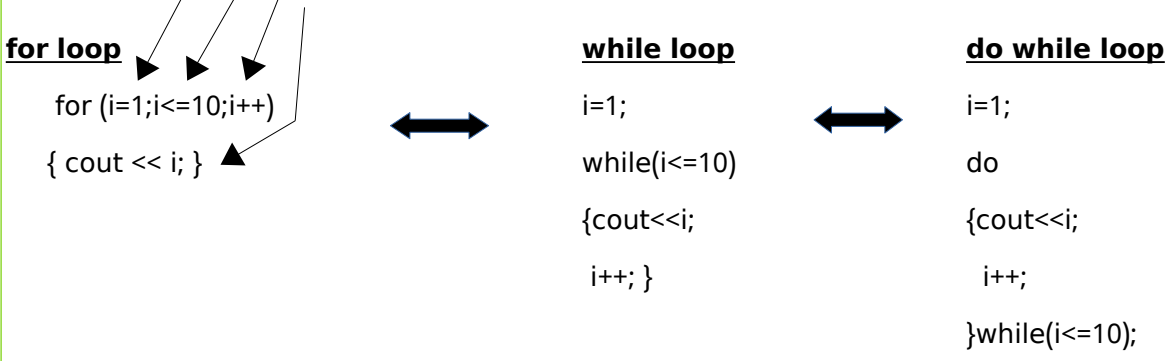 for loop
for (i=1;i<=10;i++)
{ cout << i; }
while loop
i=1;
while(i<=10)
{cout<<i;
i++; }
do while loop
i=1;
do
{cout<<i;
i++;
}while(i<=10);